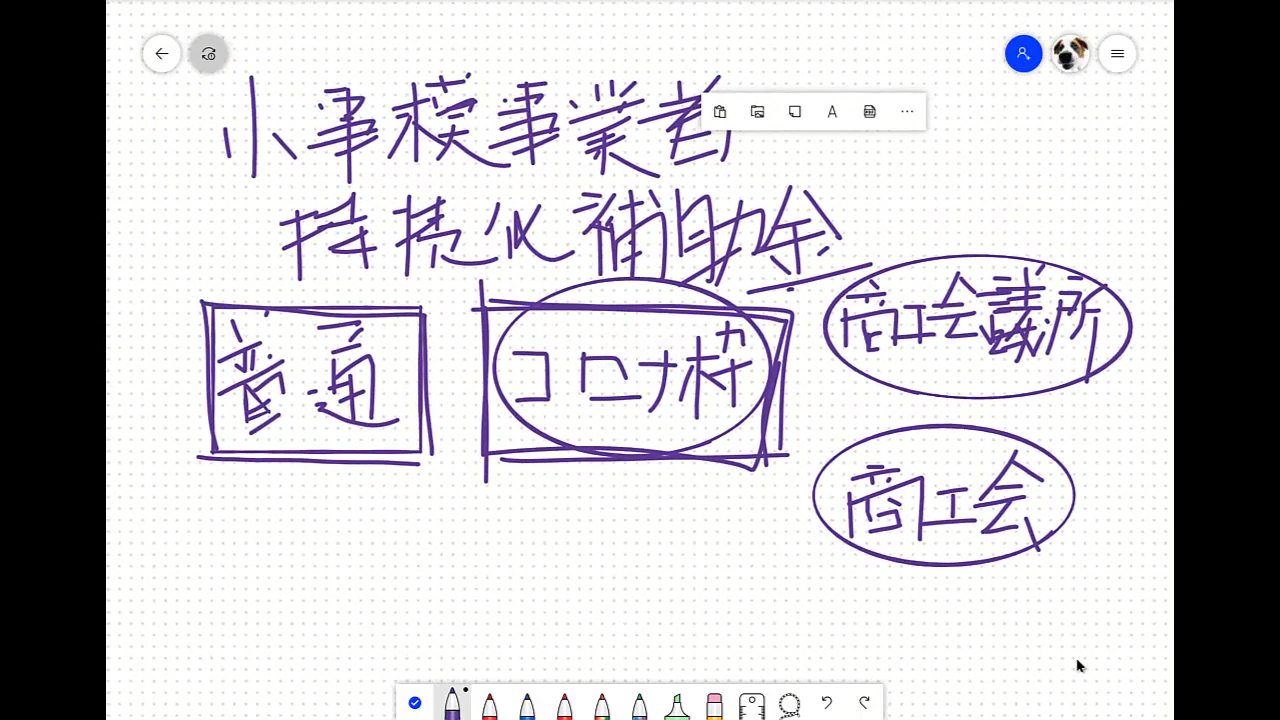 小事模事業者
持続化補助金
普通
コロナ枠
商工会議所
商工会